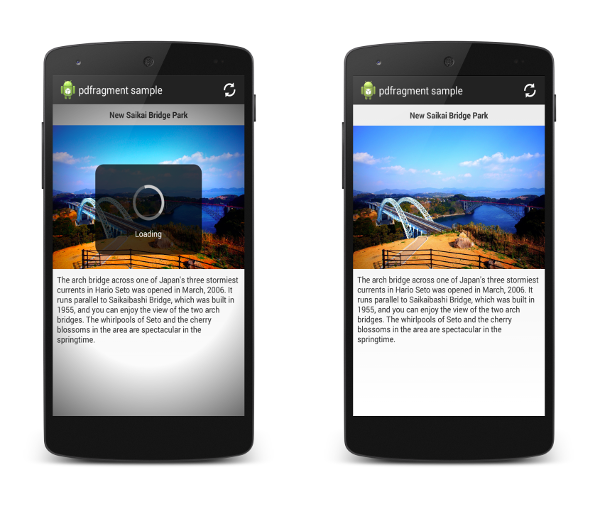 pdfragment sample
New Saikai Bridge Park
Loading
The arch bridge across one of Japan's three stormiest
currents in Hario Seto was opened in March, 2006. It
runs parallel to Saikaibashi Bridge, which was built in
1955, and you can enjoy the view of the two arch
bridges. The whirlpools of Seto and the cherry
blossoms in the area are spectacular in the
springtime.
pdfragment sample
New Saikai Bridge Park
The arch bridge across one of Japan's three stormiest
currents in Hario Seto was opened in March, 2006. It
runs parallel to Saikaibashi Bridge, which was built in
1955, and you can enjoy the view of the two arch
bridges. The whirlpools of Seto and the cherry
blossoms in the area are spectacular in the
springtime.